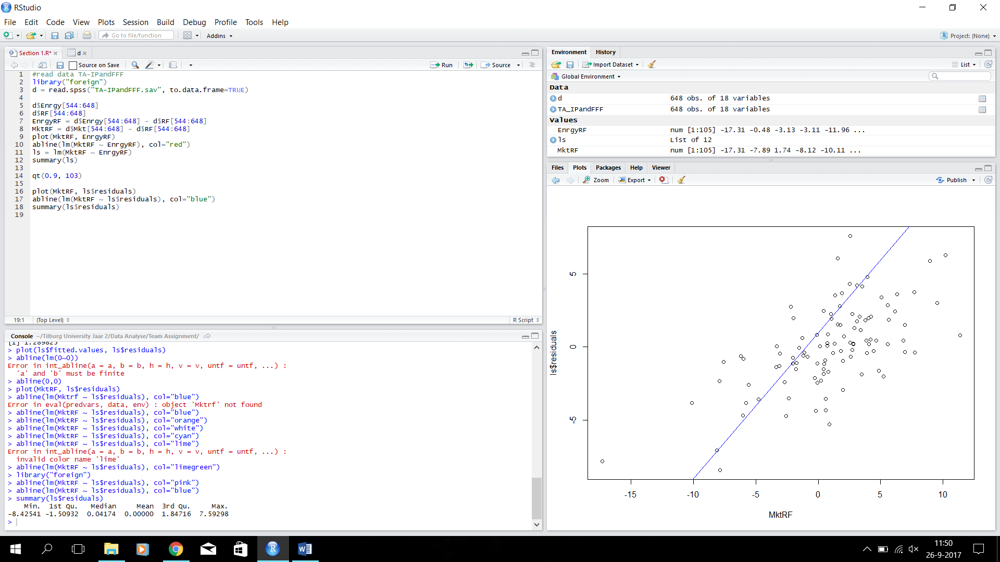 RStudio
File Edit Code View Plots Session Build Debug Profile Tools Help
Go to file/function Addins Project: (None)
Section 1.R* d
Source on Save Run Source
1 #read data TA-IPandFFF
2 library("foreign")
3 d = read.spss("TA-IPandFFF.sav", to.data.frame=TRUE)
4
5 d$Enrgy[544:648]
6 d$RF[544:648]
7 EnrgyRF = d$Enrgy[544:648] - d$RF[544:648]
8 MktRF = d$Mkt[544:648] - d$RF[544:648]
9 plot(MktRF, EnrgyRF)
10 abline(lm(MktRF ~ EnrgyRF), col="red")
11 ls = lm(MktRF ~ EnrgyRF)
12 summary(ls)
13
14 qt(0.9, 103)
15
16 plot(MktRF, ls$residuals)
17 abline(lm(MktRF ~ ls$residuals), col="blue")
18 summary(ls$residuals)
19
19:1 (Top Level) R Script
Console ~/Tilburg University Jaar 2/Data Analyse/Team Assignment/
[1] 1.289825
> plot(ls$fitted.values, ls$residuals)
> abline(lm(0~0))
Error in int_abline(a = a, b = b, h = h, v = v, untf = untf, ...) :
'a' and 'b' must be finite
> abline(0,0)
> plot(MktRF, ls$residuals)
> abline(lm(Mktrf ~ ls$residuals), col="blue")
Error in eval(predvars, data, env) : object 'Mktrf' not found
> abline(lm(MktRF ~ ls$residuals), col="blue")
> abline(lm(MktRF ~ ls$residuals), col="orange")
> abline(lm(MktRF ~ ls$residuals), col="white")
> abline(lm(MktRF ~ ls$residuals), col="cyan")
> abline(lm(MktRF ~ ls$residuals), col="lime")
Error in int_abline(a = a, b = b, h = h, v = v, untf = untf, ...) :
invalid color name 'lime'
> abline(lm(MktRF ~ ls$residuals), col="limegreen")
> library("foreign")
> abline(lm(MktRF ~ ls$residuals), col="pink")
> abline(lm(MktRF ~ ls$residuals), col="blue")
> summary(ls$residuals)
Min. 1st Qu. Median Mean 3rd Qu. Max.
-8.42541 -1.50932 0.04174 0.00000 1.84716 7.59298
>
Environment History
Import Dataset List
Global Environment
Data
d 648 obs. of 18 variables
TA_IPandFFF 648 obs. of 18 variables
Values
EnrgyRF num [1:105] -17.31 -0.48 -3.13 -3.11 -11.96 ...
ls List of 12
MktRF num [1:105] -17.31 -7.89 1.74 -8.12 -10.11 ...
Files Plots Packages Help Viewer
Zoom Export Publish
5
0
-5
ls$residuals
-15 -10 -5 0 5 10
MktRF
11:50
26-9-2017